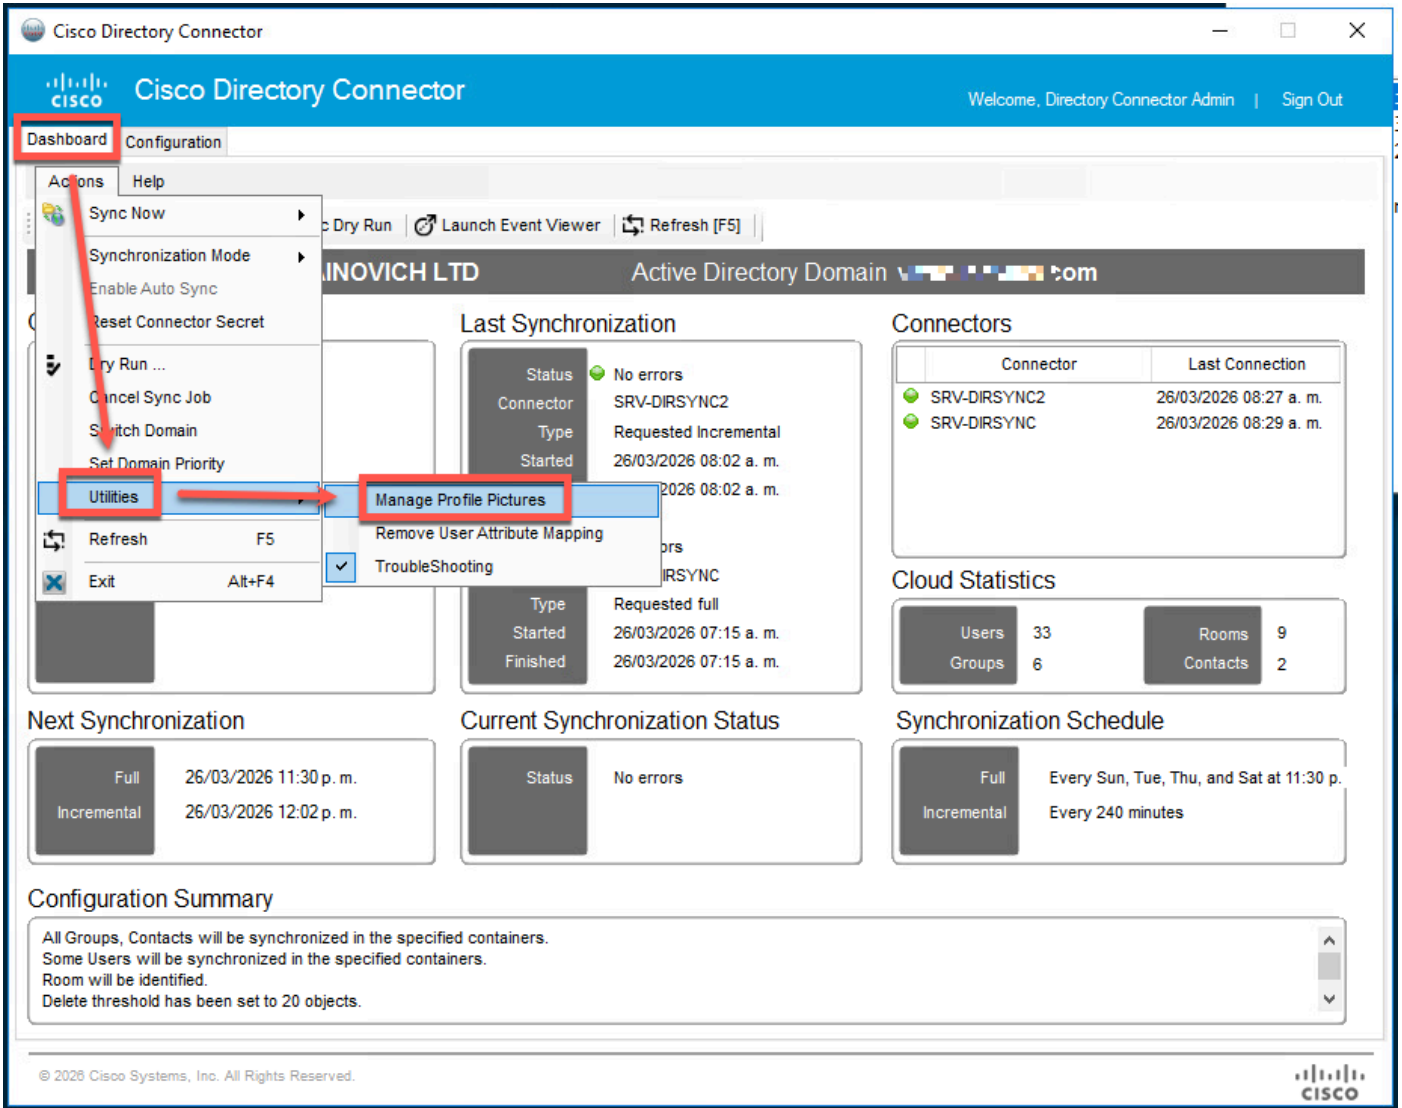 Cisco Directory Connector
CISCO
Cisco Directory Connector
Welcome, Directory Connector Admin | Sign Out
Dashboard Configuration
Actions Help
Sync Now
Dry Run Launch Event Viewer Refresh [F5]
Synchronization Mode
INOVICH LTD Active Directory Domain com
Enable Auto Sync
Reset Connector Secret
Dry Run ...
Cancel Sync Job
Switch Domain
Set Domain Priority
Utilities
Manage Profile Pictures
Remove User Attribute Mapping
TroubleShooting
Refresh F5
Exit Alt+F4
Last Synchronization
Status No errors
Connector SRV-DIRSYNC2
Type Requested Incremental
Started 26/03/2026 08:02 a. m.
2026 08:02 a. m.
Type Requested full
Started 26/03/2026 07:15 a. m.
Finished 26/03/2026 07:15 a. m.
Connectors
Connector Last Connection
SRV-DIRSYNC2 26/03/2026 08:27 a. m.
SRV-DIRSYNC 26/03/2026 08:29 a. m.
Cloud Statistics
Users 33 Rooms 9
Groups 6 Contacts 2
Next Synchronization
Full 26/03/2026 11:30 p. m.
Incremental 26/03/2026 12:02 p. m.
Current Synchronization Status
Status No errors
Synchronization Schedule
Full Every Sun, Tue, Thu, and Sat at 11:30 p.
Incremental Every 240 minutes
Configuration Summary
All Groups, Contacts will be synchronized in the specified containers.
Some Users will be synchronized in the specified containers.
Room will be identified.
Delete threshold has been set to 20 objects.
© 2026 Cisco Systems, Inc. All Rights Reserved.
CISCO